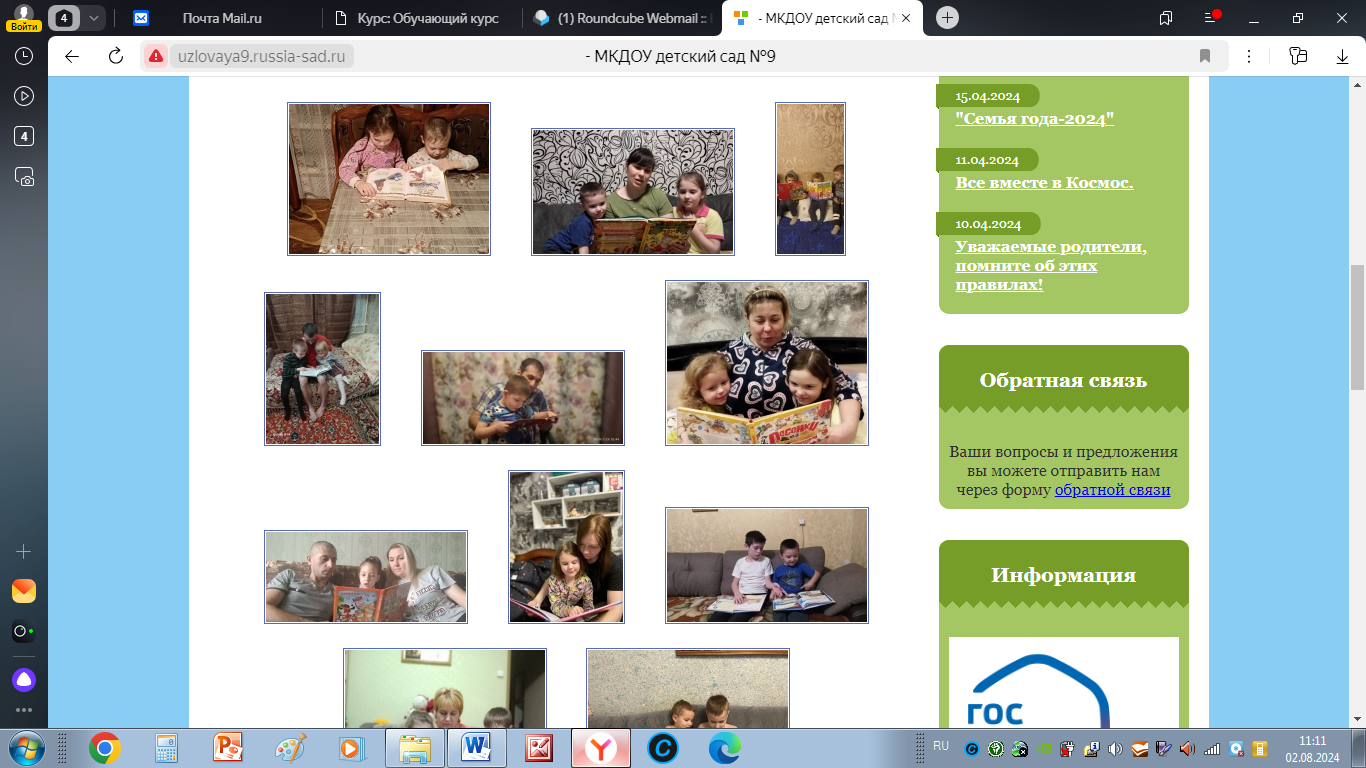 4
Почта Mail.ru
Курс: Обучающий курс
(1) Roundcube Webmail ::
- МКДОУ детский сад
Войти
uzlovaya9.russia-sad.ru
- МКДОУ детский сад №9
4
15.04.2024
"Семья года-2024"
11.04.2024
Все вместе в Космос.
10.04.2024
Уважаемые родители,
помните об этих
правилах!
Обратная связь
Ваши вопросы и предложения
вы можете отправить нам
через форму обратной связи
Информация
гос
RU
11:11
02.08.2024